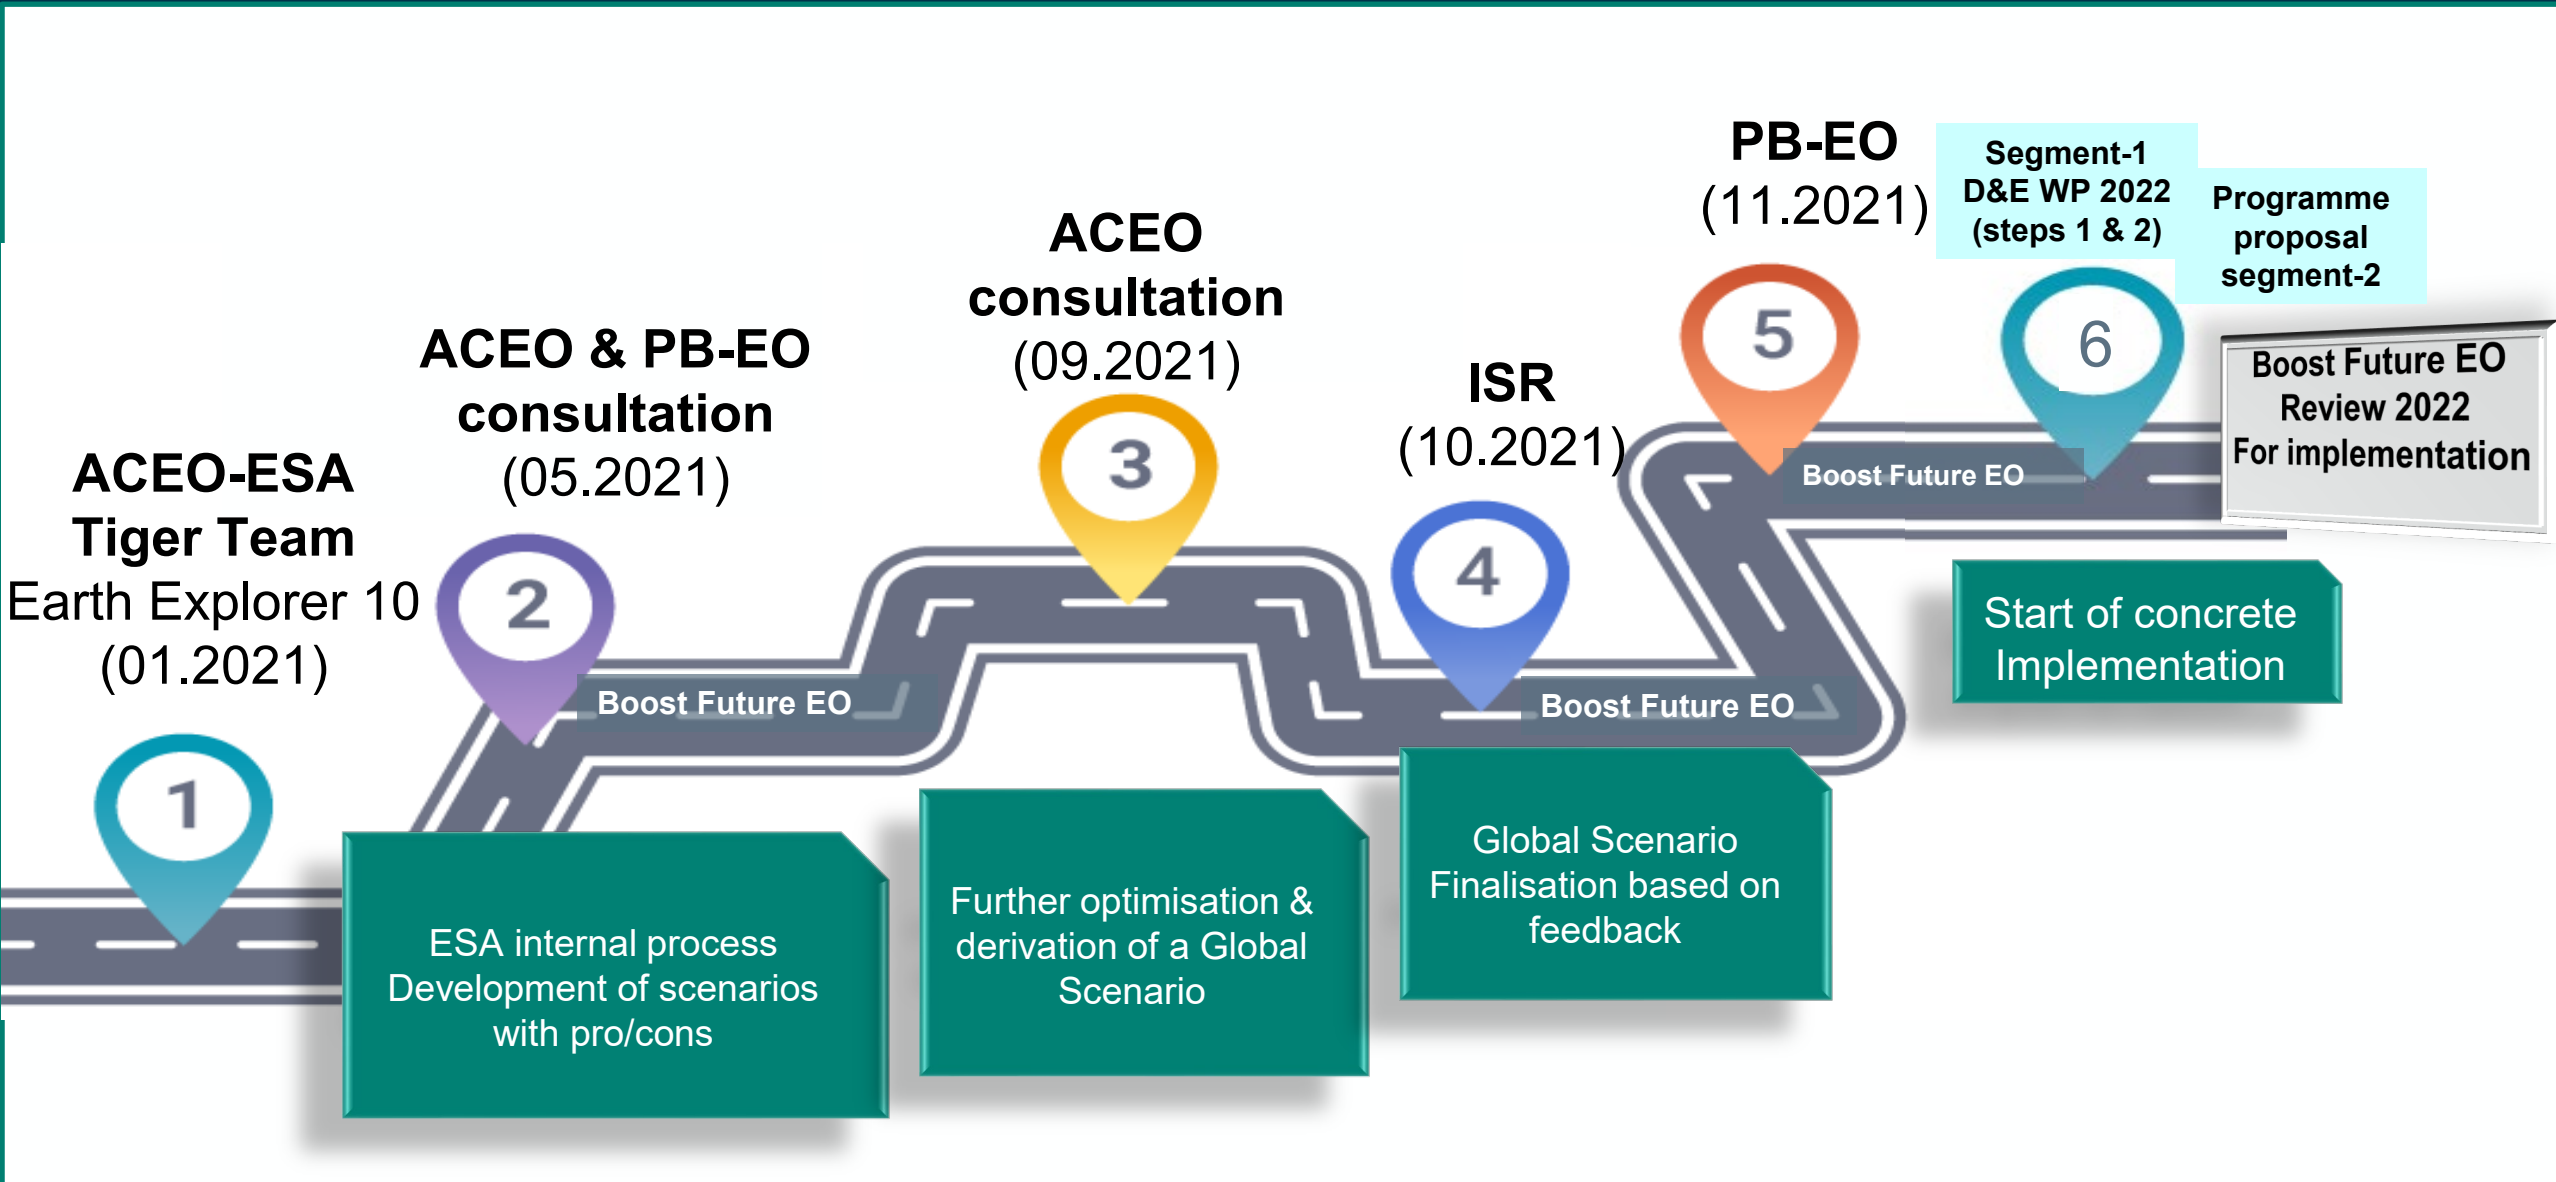 ACEO-ESA
Tiger Team
Earth Explorer 10
(01.2021)
1
ACEO & PB-EO
consultation
(05.2021)
2
Boost Future EO
ESA internal process
Development of scenarios
with pro/cons
ACEO
consultation
(09.2021)
3
Further optimisation &
derivation of a Global
Scenario
ISR
(10.2021)
4
Boost Future EO
Global Scenario
Finalisation based on
feedback
PB-EO
(11.2021)
5
Boost Future EO
Segment-1
D&E WP 2022
(steps 1 & 2)
6
Programme
proposal
segment-2
Boost Future EO
Review 2022
For implementation
Start of concrete
Implementation